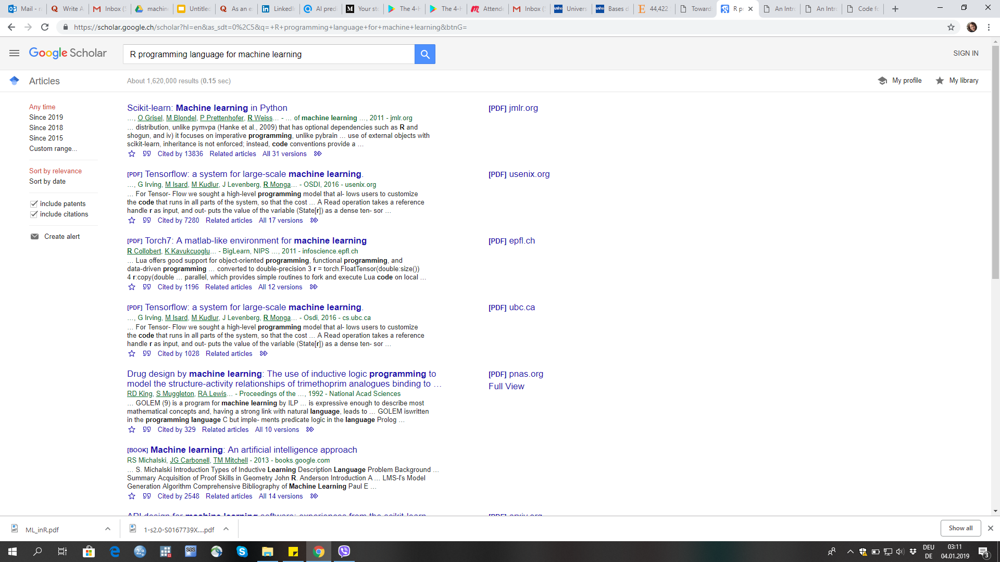 Mail - r
Write A
Inbox (
machin
Untitle
As an e
LinkedI
AI pred
Your sto
The 4-H
The 4-H
Attende
Inbox (
Univers
Bases d
44,422
Toward
R p
An Intr
An Intr
Code fo
https://scholar.google.ch/scholar?hl=en&as_sdt=0%2C5&q=+R+programming+language+for+machine+learning&btnG=
Google Scholar
R programming language for machine learning
SIGN IN
Articles
About 1,620,000 results (0.15 sec)
My profile
My library
Any time
Since 2019
Since 2018
Since 2015
Custom range...
Sort by relevance
Sort by date
include patents
include citations
Create alert
Scikit-learn: Machine learning in Python
[PDF] jmlr.org
…, O Grisel, M Blondel, P Prettenhofer, R Weiss… - … of machine learning …, 2011 - jmlr.org
… distribution, unlike pymvpa (Hanke et al., 2009) that has optional dependencies such as R and
shogun, and iv) it focuses on imperative programming, unlike pybrain … use of external objects with
scikit-learn, inheritance is not enforced; instead, code conventions provide a …
Cited by 13836 Related articles All 31 versions
[PDF] Tensorflow: a system for large-scale machine learning.
[PDF] usenix.org
…, G Irving, M Isard, M Kudlur, J Levenberg, R Monga… - OSDI, 2016 - usenix.org
… For Tensor- Flow we sought a high-level programming model that al- lows users to customize
the code that runs in all parts of the system, so that the cost … A Read operation takes a reference
handle r as input, and out- puts the value of the variable (State[r]) as a dense ten- sor …
Cited by 7280 Related articles All 17 versions
[PDF] Torch7: A matlab-like environment for machine learning
[PDF] epfl.ch
R Collobert, K Kavukcuoglu… - BigLearn, NIPS …, 2011 - infoscience.epfl.ch
… Lua offers good support for object-oriented programming, functional programming, and
data-driven programming … converted to double-precision 3 r = torch.FloatTensor(double:size())
4 r:copy(double … parallel, which provides simple routines to fork and execute Lua code on local …
Cited by 1196 Related articles All 12 versions
[PDF] Tensorflow: a system for large-scale machine learning.
[PDF] ubc.ca
…, G Irving, M Isard, M Kudlur, J Levenberg, R Monga… - Osdi, 2016 - cs.ubc.ca
… For Tensor- Flow we sought a high-level programming model that al- lows users to customize
the code that runs in all parts of the system, so that the cost … A Read operation takes a reference
handle r as input, and out- puts the value of the variable (State[r]) as a dense ten- sor …
Cited by 1028 Related articles
Drug design by machine learning: The use of inductive logic programming to
model the structure-activity relationships of trimethoprim analogues binding to …
[PDF] pnas.org
Full View
RD King, S Muggleton, RA Lewis… - Proceedings of the …, 1992 - National Acad Sciences
… GOLEM (9) is a program for machine learning by ILP … is expressive enough to describe most
mathematical concepts and, having a strong link with natural language, leads to … GOLEM iswritten
in the programming language C but imple- ments predicate logic in the language Prolog …
Cited by 329 Related articles All 10 versions
[BOOK] Machine learning: An artificial intelligence approach
RS Michalski, JG Carbonell, TM Mitchell - 2013 - books.google.com
… S. Michalski Introduction Types of Inductive Learning Description Language Problem Background …
Summary Acquisition of Proof Skills in Geometry John R. Anderson Introduction A … LMS-l's Model
Generation Algorithm Comprehensive Bibliography of Machine Learning Paul E …
Cited by 2548 Related articles All 14 versions
API design for machine learning software: experiences from the scikit-learn
[PDF] arxiv.org
ML_inR.pdf
1-s2.0-S0167739X....pdf
Show all
sas
DEU
DE
03:11
04.01.2019
3